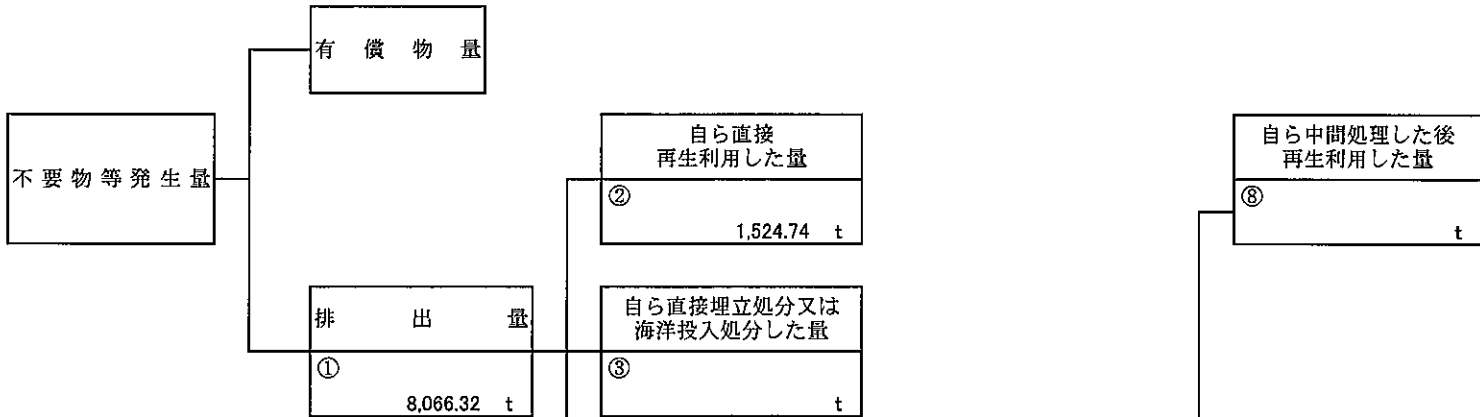 有償物量
自ら直接
再生利用した量
自ら中間処理した後
再生利用した量
不要物等発生量
②
1,524.74 t
⑧
t
排出量
自ら直接埋立処分又は
海洋投入処分した量
①
8,066.32 t
③
t